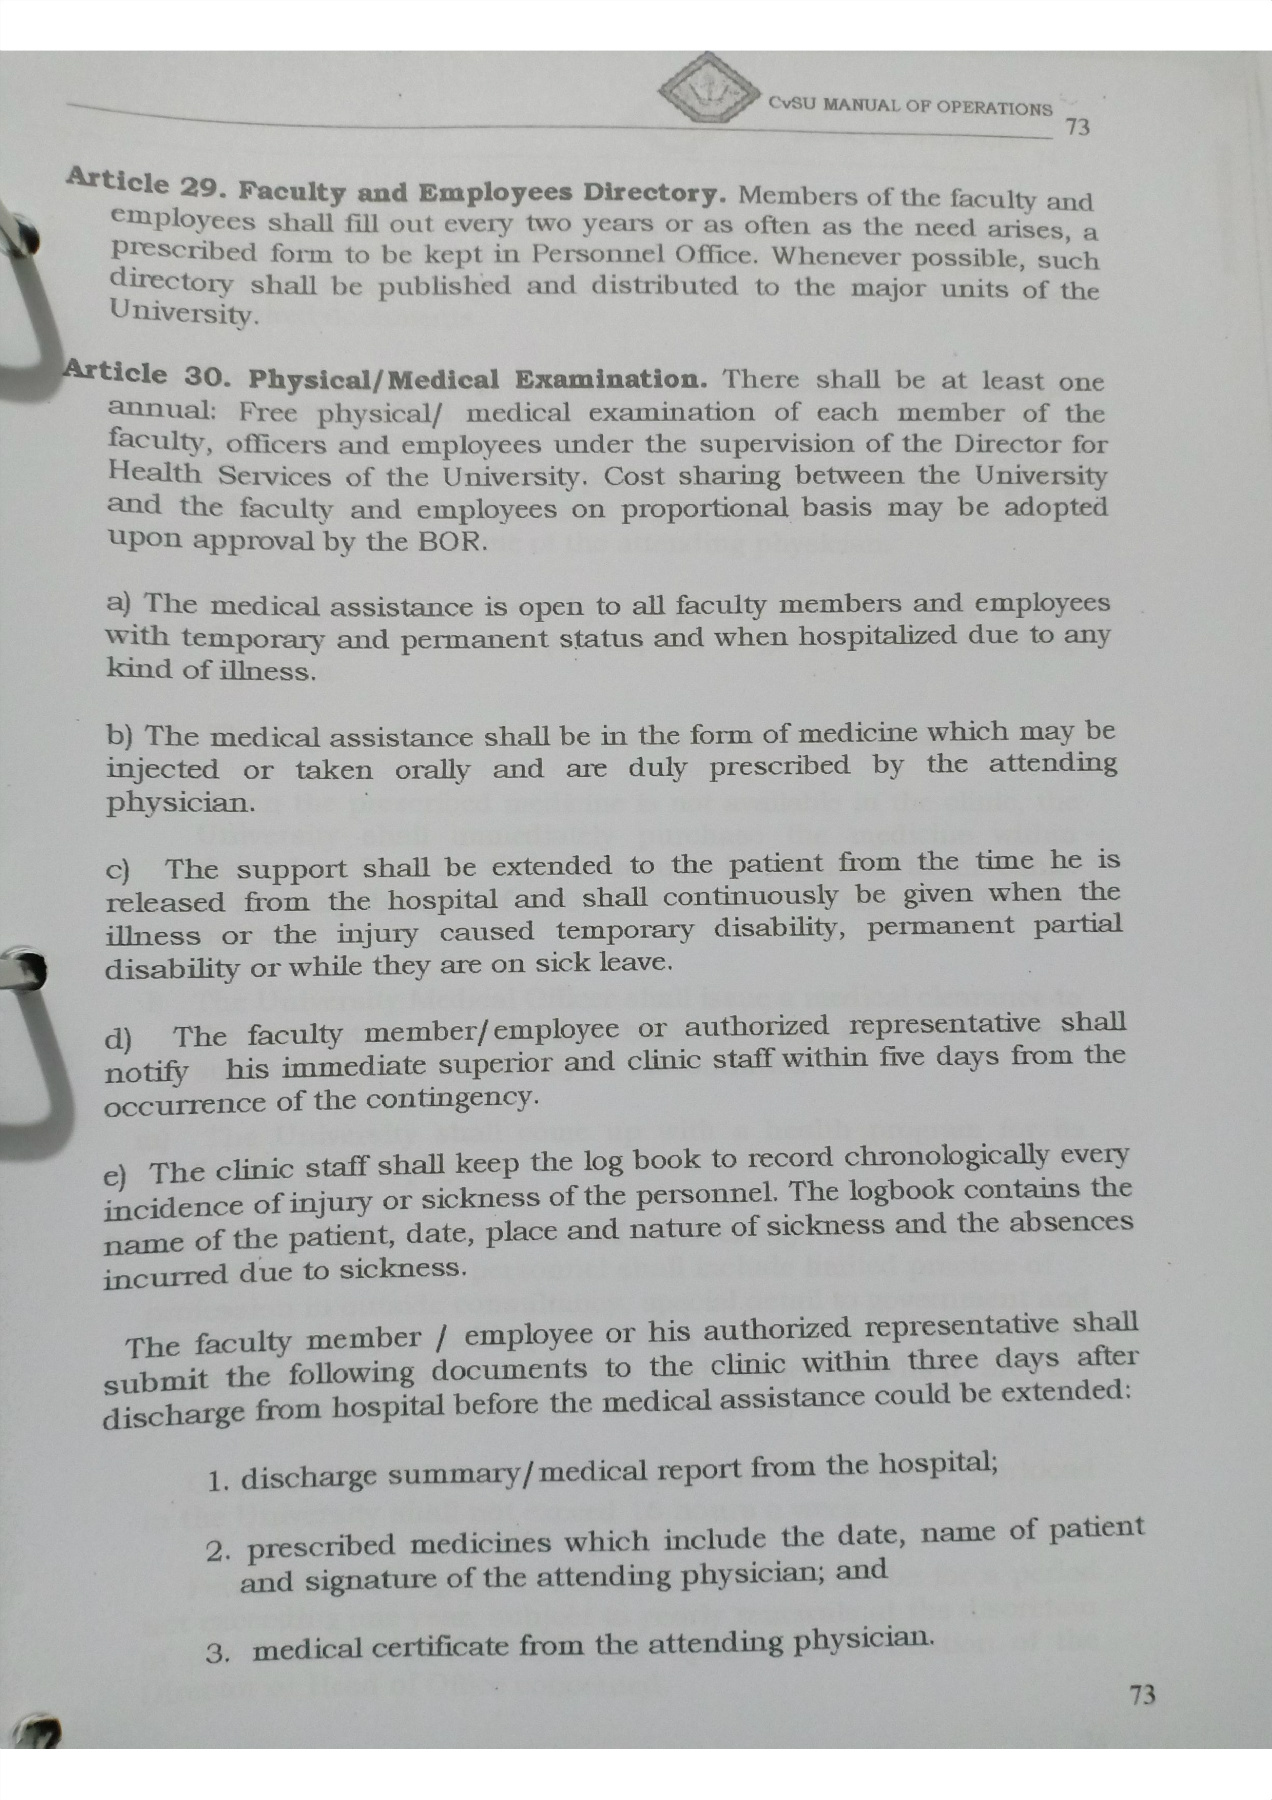 CvSU MANUAL OF OPERATIONS
73
Article 29. Faculty and Employees Directory. Members of the faculty and
employees shall fill out every two years or as often as the need arises, a
prescribed form to be kept in Personnel Office. Whenever possible, such
directory shall be published and distributed to the major units of the
University.
Article 30. Physical/Medical Examination. There shall be at least one
annual: Free physical/ medical examination of each member of the
faculty, officers and employees under the supervision of the Director for
Health Services of the University. Cost sharing between the University
and the faculty and employees on proportional basis may be adopted
upon approval by the BOR.
a) The medical assistance is open to all faculty members and employees
with temporary and permanent status and when hospitalized due to any
kind of illness.
b) The medical assistance shall be in the form of medicine which may be
injected or taken orally and are duly prescribed by the attending
physician.
c) The support shall be extended to the patient from the time he is
released from the hospital and shall continuously be given when the
illness or the injury caused temporary disability, permanent partial
disability or while they are on sick leave.
d) The faculty member/employee or authorized representative shall
notify his immediate superior and clinic staff within five days from the
occurrence of the contingency.
e) The clinic staff shall keep the log book to record chronologically every
incidence of injury or sickness of the personnel. The logbook contains the
name of the patient, date, place and nature of sickness and the absences
incurred due to sickness.
The faculty member / employee or his authorized representative shall
submit the following documents to the clinic within three days after
discharge from hospital before the medical assistance could be extended:
1. discharge summary/medical report from the hospital;
2. prescribed medicines which include the date, name of patient
and signature of the attending physician; and
3. medical certificate from the attending physician.
73